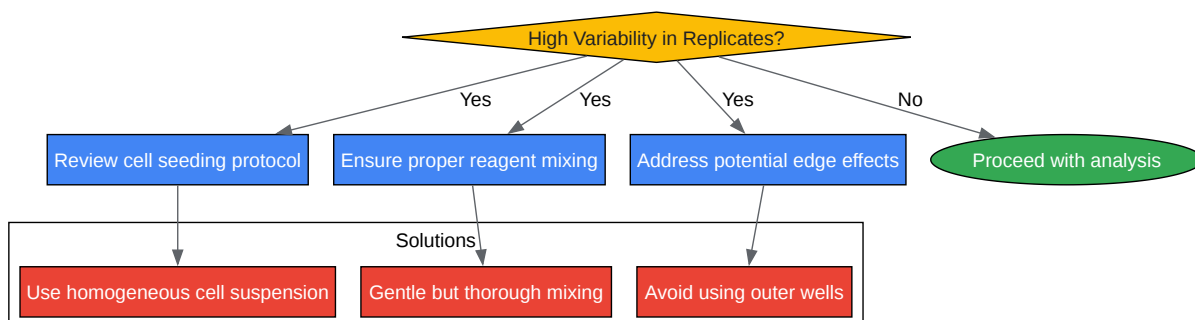 High Variability in Replicates?
Yes
Yes
Yes
No
Review cell seeding protocol
Ensure proper reagent mixing
Address potential edge effects
Proceed with analysis
Solutions
Use homogeneous cell suspension
Gentle but thorough mixing
Avoid using outer wells